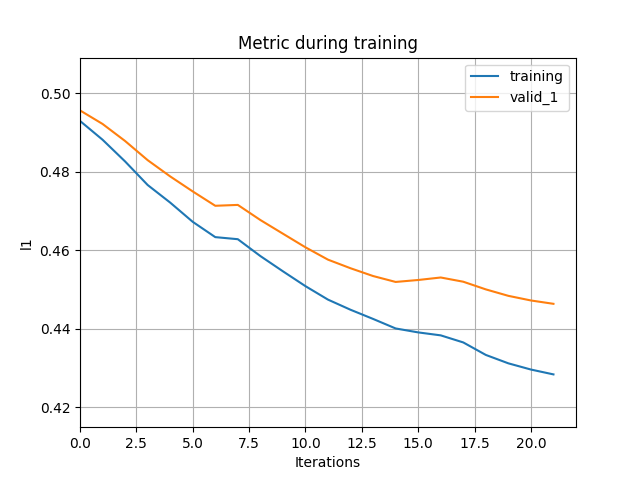 Metric during training
training
valid_1
0.50
0.48
0.46
0.44
0.42
l1
0.0 2.5 5.0 7.5 10.0 12.5 15.0 17.5 20.0
Iterations